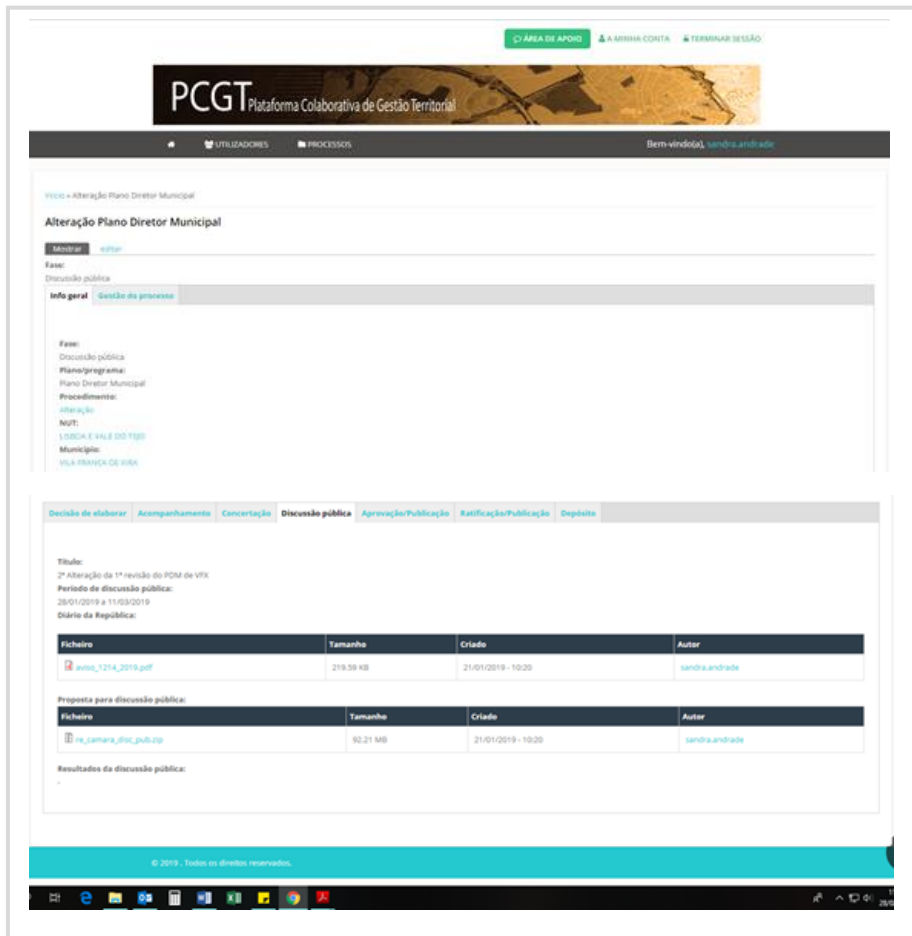 ÁREA DE APOIO A MINHA CONTA TERMINAR SESSÃO
PCGT Plataforma Colaborativa de Gestão Territorial
UTILIZADORES PROCESSOS Bem-vindo(a), sandra.andrade
Início » Alteração Plano Diretor Municipal
Alteração Plano Diretor Municipal
Mostrar editar
Fase:
Discussão pública
Info geral Gestão do processo
Fase:
Discussão pública
Plano/programa:
Plano Diretor Municipal
Procedimento:
Alteração
NUT:
LISBOA E VALE DO TEJO
Município:
VILA FRANCA DE XIRA
Decisão de elaborar Acompanhamento Concertação Discussão pública Aprovação/Publicação Ratificação/Publicação Depósito
Título:
2ª Alteração da 1ª revisão do PDM de VFX
Período de discussão pública:
28/01/2019 a 11/03/2019
Diário da República:
Ficheiro Tamanho Criado Autor
aviso_1214_2019.pdf 219.59 KB 21/01/2019 - 10:20 sandra.andrade
Proposta para discussão pública:
Ficheiro Tamanho Criado Autor
re_camara_disc_pub.zip 92.21 MB 21/01/2019 - 10:20 sandra.andrade
Resultados da discussão pública:
-
© 2019 . Todos os direitos reservados.